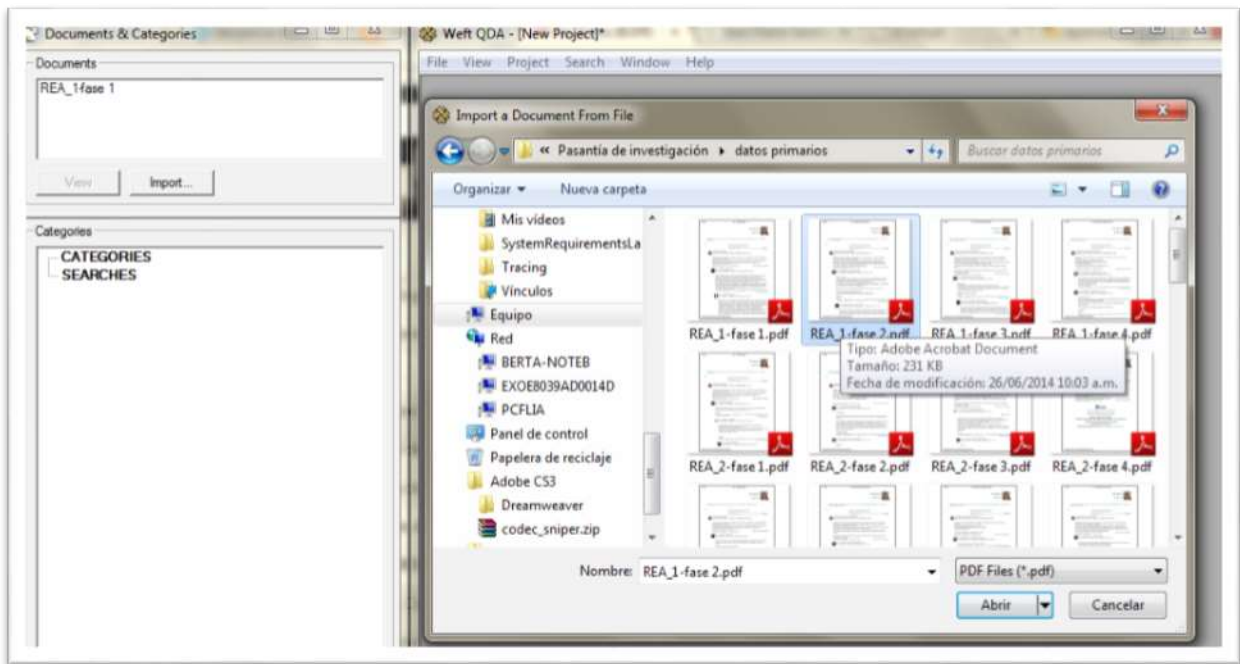 Documents & Categories
Documents
REA_1-fase 1
View
Import...
Categories
CATEGORIES
SEARCHES
Weft QDA - [New Project]*
File View Project Search Window Help
Import a Document From File
« Pasantía de investigación ▸ datos primarios
Buscar datos primarios
Organizar
Nueva carpeta
Mis vídeos
SystemRequirementsLa
Tracing
Vínculos
Equipo
Red
BERTA-NOTEB
EXOE8039AD0014D
PCFLIA
Panel de control
Papelera de reciclaje
Adobe CS3
Dreamweaver
codec_sniper.zip
REA_1-fase 1.pdf
REA_1-fase 2.pdf
REA_1-fase 3.pdf
REA_1-fase 4.pdf
Tipo: Adobe Acrobat Document
Tamaño: 231 KB
Fecha de modificación: 26/06/2014 10:03 a.m.
REA_2-fase 1.pdf
REA_2-fase 2.pdf
REA_2-fase 3.pdf
REA_2-fase 4.pdf
Nombre: REA_1-fase 2.pdf
PDF Files (*.pdf)
Abrir
Cancelar